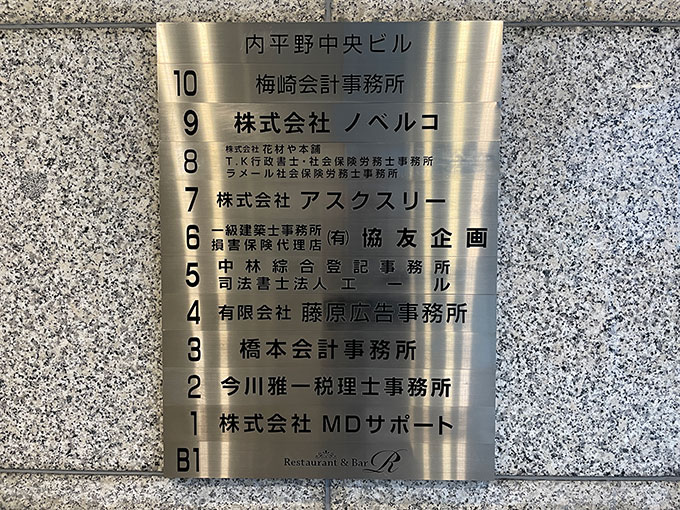 内平野中央ビル
10 梅崎会計事務所
9 株式会社 ノベルコ
8 株式会社 花材や本舗
T.K行政書士・社会保険労務士事務所
ラメール社会保険労務士事務所
7 株式会社 アスクスリー
6 一級建築士事務所
損害保険代理店 (有) 協友企画
5 中林綜合登記事務所
司法書士法人エール
4 有限会社 藤原広告事務所
3 橋本会計事務所
2 今川雅一税理士事務所
1 株式会社 MDサポート
B1 Restaurant & Bar R